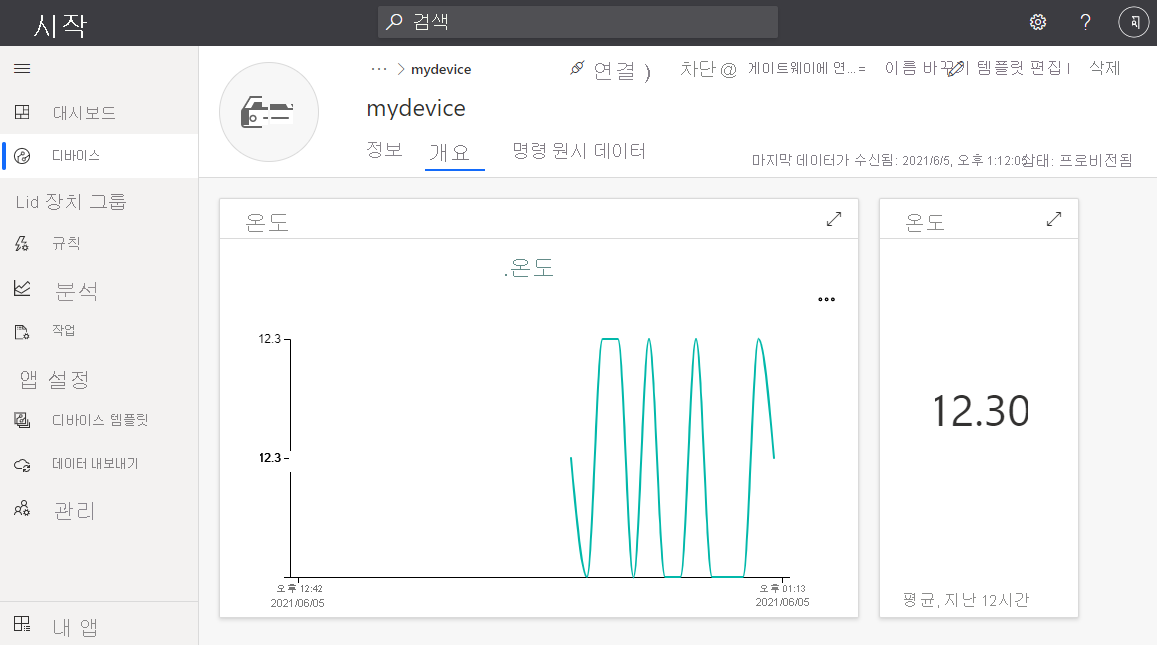 시작
검색
대시보드
디바이스
Lid 장치 그룹
규칙
분석
작업
앱 설정
디바이스 템플릿
데이터 내보내기
관리
내 앱
··· > mydevice
연결 )
차단 @ 게이트웨이에 연...=
이름 바꾸기 템플릿 편집 I 삭제
mydevice
정보 개요 명령 원시 데이터
마지막 데이터가 수신됨: 2021/6/5, 오후 1:12:05 상태: 프로비전됨
온도
.온도
12.3
12.3
오후 12:42
2021/06/05
오후 01:13
2021/06/05
온도
12.30
평균, 지난 12시간